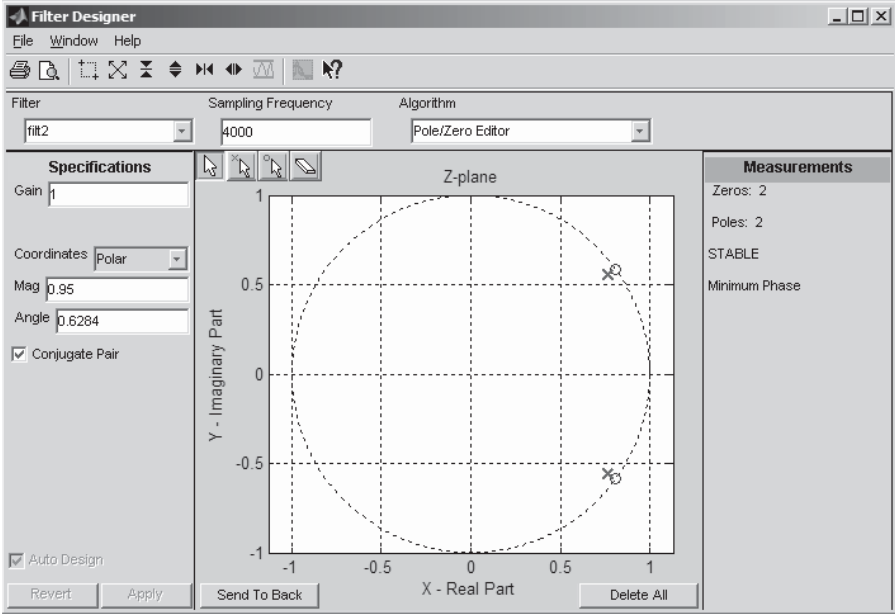 Filter Designer
File Window Help
Filter
filt2
Sampling Frequency
4000
Algorithm
Pole/Zero Editor
Specifications
Gain 1
Coordinates Polar
Mag 0.95
Angle 0.6284
Conjugate Pair
Auto Design
Revert Apply
Z-plane
1
0.5
0
-0.5
-1
Y - Imaginary Part
-1 -0.5 0 0.5 1
X - Real Part
Send To Back
Delete All
Measurements
Zeros: 2
Poles: 2
STABLE
Minimum Phase